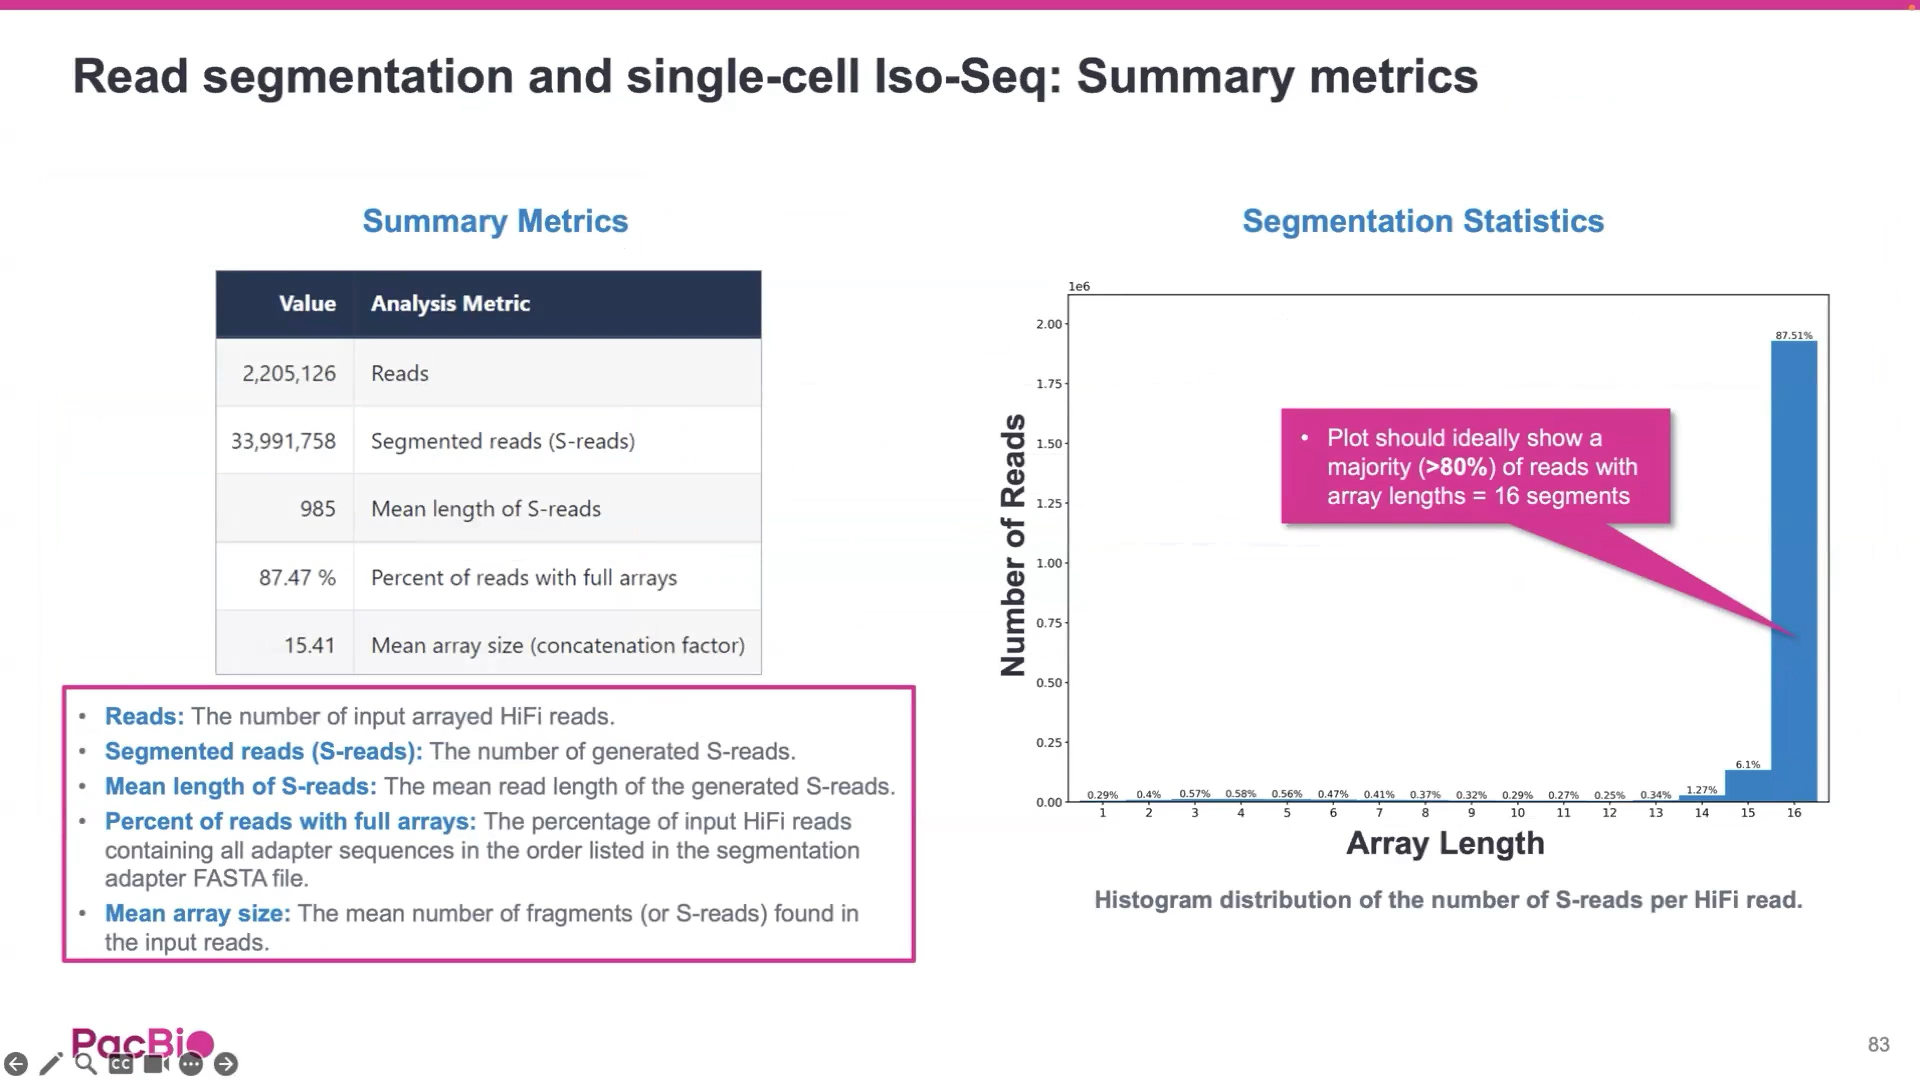 Read segmentation and single-cell Iso-Seq: Summary metrics
Summary Metrics
Value Analysis Metric
2,205,126 Reads
33,991,758 Segmented reads (S-reads)
985 Mean length of S-reads
87.47 % Percent of reads with full arrays
15.41 Mean array size (concatenation factor)
• Reads: The number of input arrayed HiFi reads.
• Segmented reads (S-reads): The number of generated S-reads.
• Mean length of S-reads: The mean read length of the generated S-reads.
• Percent of reads with full arrays: The percentage of input HiFi reads
containing all adapter sequences in the order listed in the segmentation
adapter FASTA file.
• Mean array size: The mean number of fragments (or S-reads) found in
the input reads.
Segmentation Statistics
1e6
2.00
1.75
1.50
1.25
1.00
0.75
0.50
0.25
0.00
Number of Reads
87.51%
• Plot should ideally show a
majority (>80%) of reads with
array lengths = 16 segments
6.1%
0.29% 0.4% 0.57% 0.58% 0.56% 0.47% 0.41% 0.37% 0.32% 0.29% 0.27% 0.25% 0.34% 1.27%
1 2 3 4 5 6 7 8 9 10 11 12 13 14 15 16
Array Length
Histogram distribution of the number of S-reads per HiFi read.
PacBio
CC
83